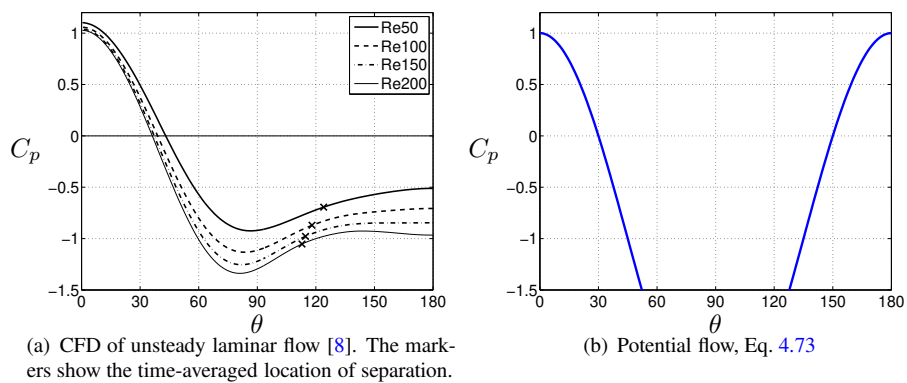 1
0.5
0
−0.5
−1
−1.5
C_p
0 30 60 90 120 150 180
θ
Re50
Re100
Re150
Re200
(a) CFD of unsteady laminar flow [8]. The mark-
ers show the time-averaged location of separation.
1
0.5
0
−0.5
−1
−1.5
C_p
0 30 60 90 120 150 180
θ
(b) Potential flow, Eq. 4.73